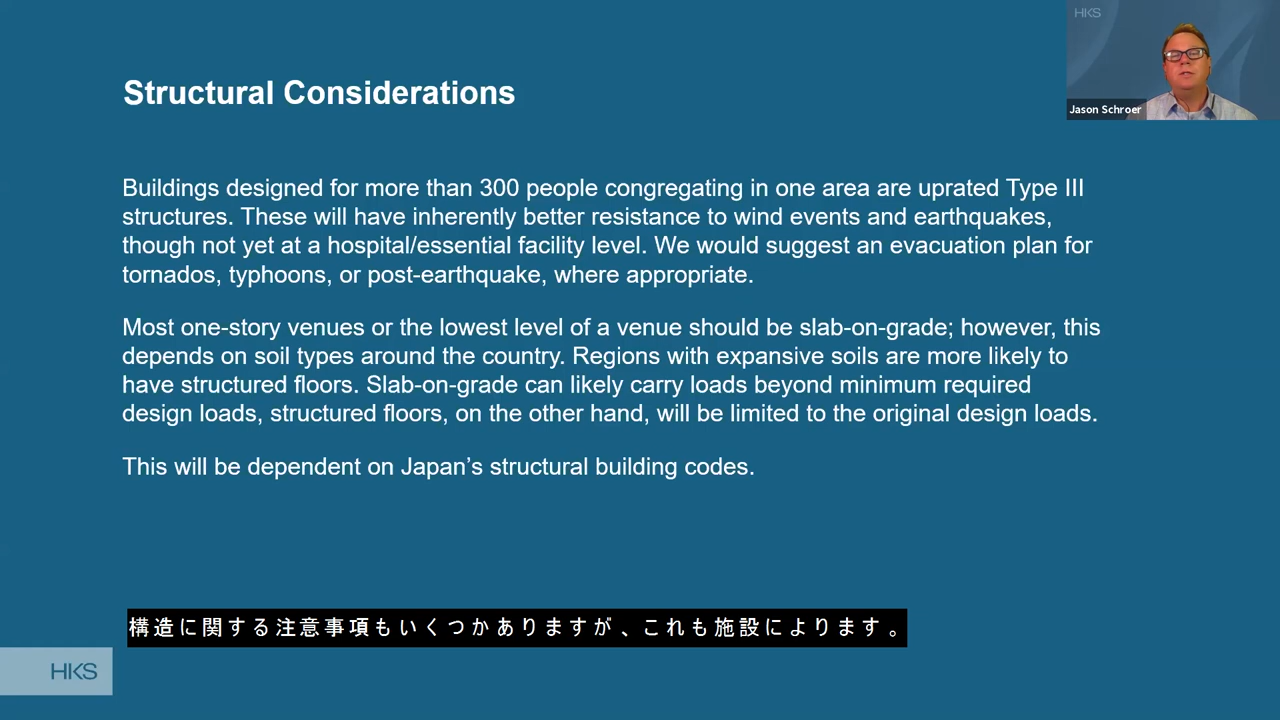 HKS
Jason Schroer
Structural Considerations
Buildings designed for more than 300 people congregating in one area are uprated Type III
structures. These will have inherently better resistance to wind events and earthquakes,
though not yet at a hospital/essential facility level. We would suggest an evacuation plan for
tornados, typhoons, or post-earthquake, where appropriate.
Most one-story venues or the lowest level of a venue should be slab-on-grade; however, this
depends on soil types around the country. Regions with expansive soils are more likely to
have structured floors. Slab-on-grade can likely carry loads beyond minimum required
design loads, structured floors, on the other hand, will be limited to the original design loads.
This will be dependent on Japan’s structural building codes.
構造に関する注意事項もいくつかありますが、これも施設によります。
HKS